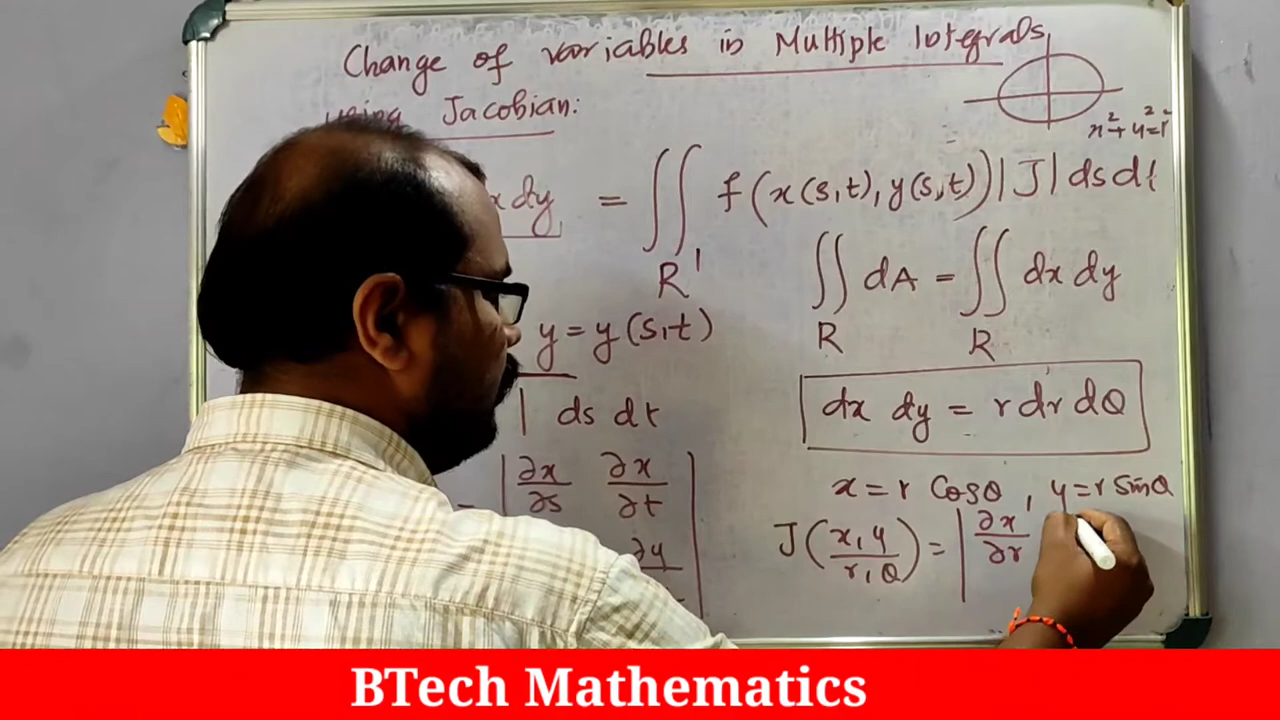 Change of variables in Multiple Integrals
using Jacobian:
x² + y² = 1²
x dy = ∬ f(x(s,t), y(s,t)) |J| ds dt
R'
∬ dA = ∬ dx dy
R R
y = y(s,t)
dx dy = r dr dθ
| ds dt
x = r Cosθ, y = r Sinθ
= | ∂x/∂s ∂x/∂t |
∂y
J(x,y/r,θ) = | ∂x/∂r
BTech Mathematics